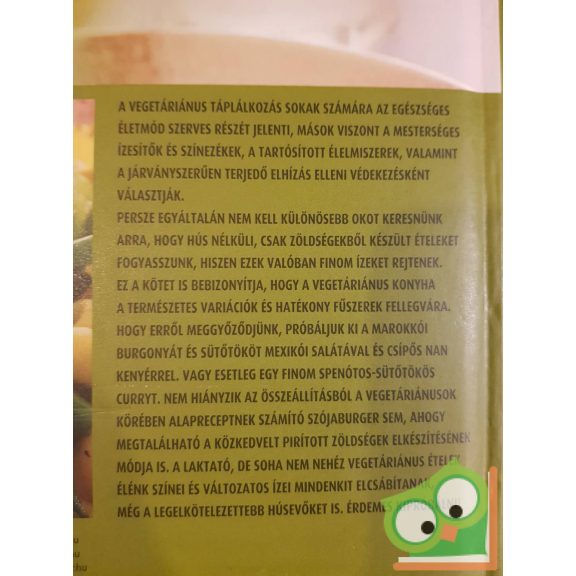 A VEGETÁRIÁNUS TÁPLÁLKOZÁS SOKAK SZÁMÁRA AZ EGÉSZSÉGES
ÉLETMÓD SZERVES RÉSZÉT JELENTI, MÁSOK VISZONT A MESTERSÉGES
ÍZESÍTŐK ÉS SZÍNEZÉKEK, A TARTÓSÍTOTT ÉLELMISZEREK, VALAMINT
A JÁRVÁNYSZERŰEN TERJEDŐ ELHÍZÁS ELLENI VÉDEKEZÉSKÉNT
VÁLASZTJÁK.
PERSZE EGYÁLTALÁN NEM KELL KÜLÖNÖSEBB OKOT KERESNÜNK
ARRA, HOGY HÚS NÉLKÜLI, CSAK ZÖLDSÉGEKBŐL KÉSZÜLT ÉTELEKET
FOGYASSZUNK, HISZEN EZEK VALÓBAN FINOM ÍZEKET REJTENEK.
EZ A KÖTET IS BEBIZONYÍTJA, HOGY A VEGETÁRIÁNUS KONYHA
A TERMÉSZETES VARIÁCIÓK ÉS HATÉKONY FŰSZEREK FELLEGVÁRA.
HOGY ERRŐL MEGGYŐZŐDJÜNK, PRÓBÁLJUK KI A MAROKKÓI
BURGONYÁT ÉS SÜTŐTÖKÖT MEXIKÓI SALÁTÁVAL ÉS CSÍPŐS NAN
KENYÉRREL. VAGY ESETLEG EGY FINOM SPENÓTOS-SÜTŐTÖKÖS
CURRYT. NEM HIÁNYZIK AZ ÖSSZEÁLLÍTÁSBÓL A VEGETÁRIÁNUSOK
KÖRÉBEN ALAPRECEPTNEK SZÁMÍTÓ SZÓJABURGER SEM, AHOGY
MEGTALÁLHATÓ A KÖZKEDVELT PIRÍTOTT ZÖLDSÉGEK ELKÉSZÍTÉSÉNEK
MÓDJA IS. A LAKTATÓ, DE SOHA NEM NEHÉZ VEGETÁRIÁNUS ÉTELEK
ÉLÉNK SZÍNEI ÉS VÁLTOZATOS ÍZEI MINDENKIT ELCSÁBÍTANAK,
MÉG A LEGELKÖTELEZETTEBB HÚSEVŐKET IS. ÉRDEMES KIPRÓBÁLNI!